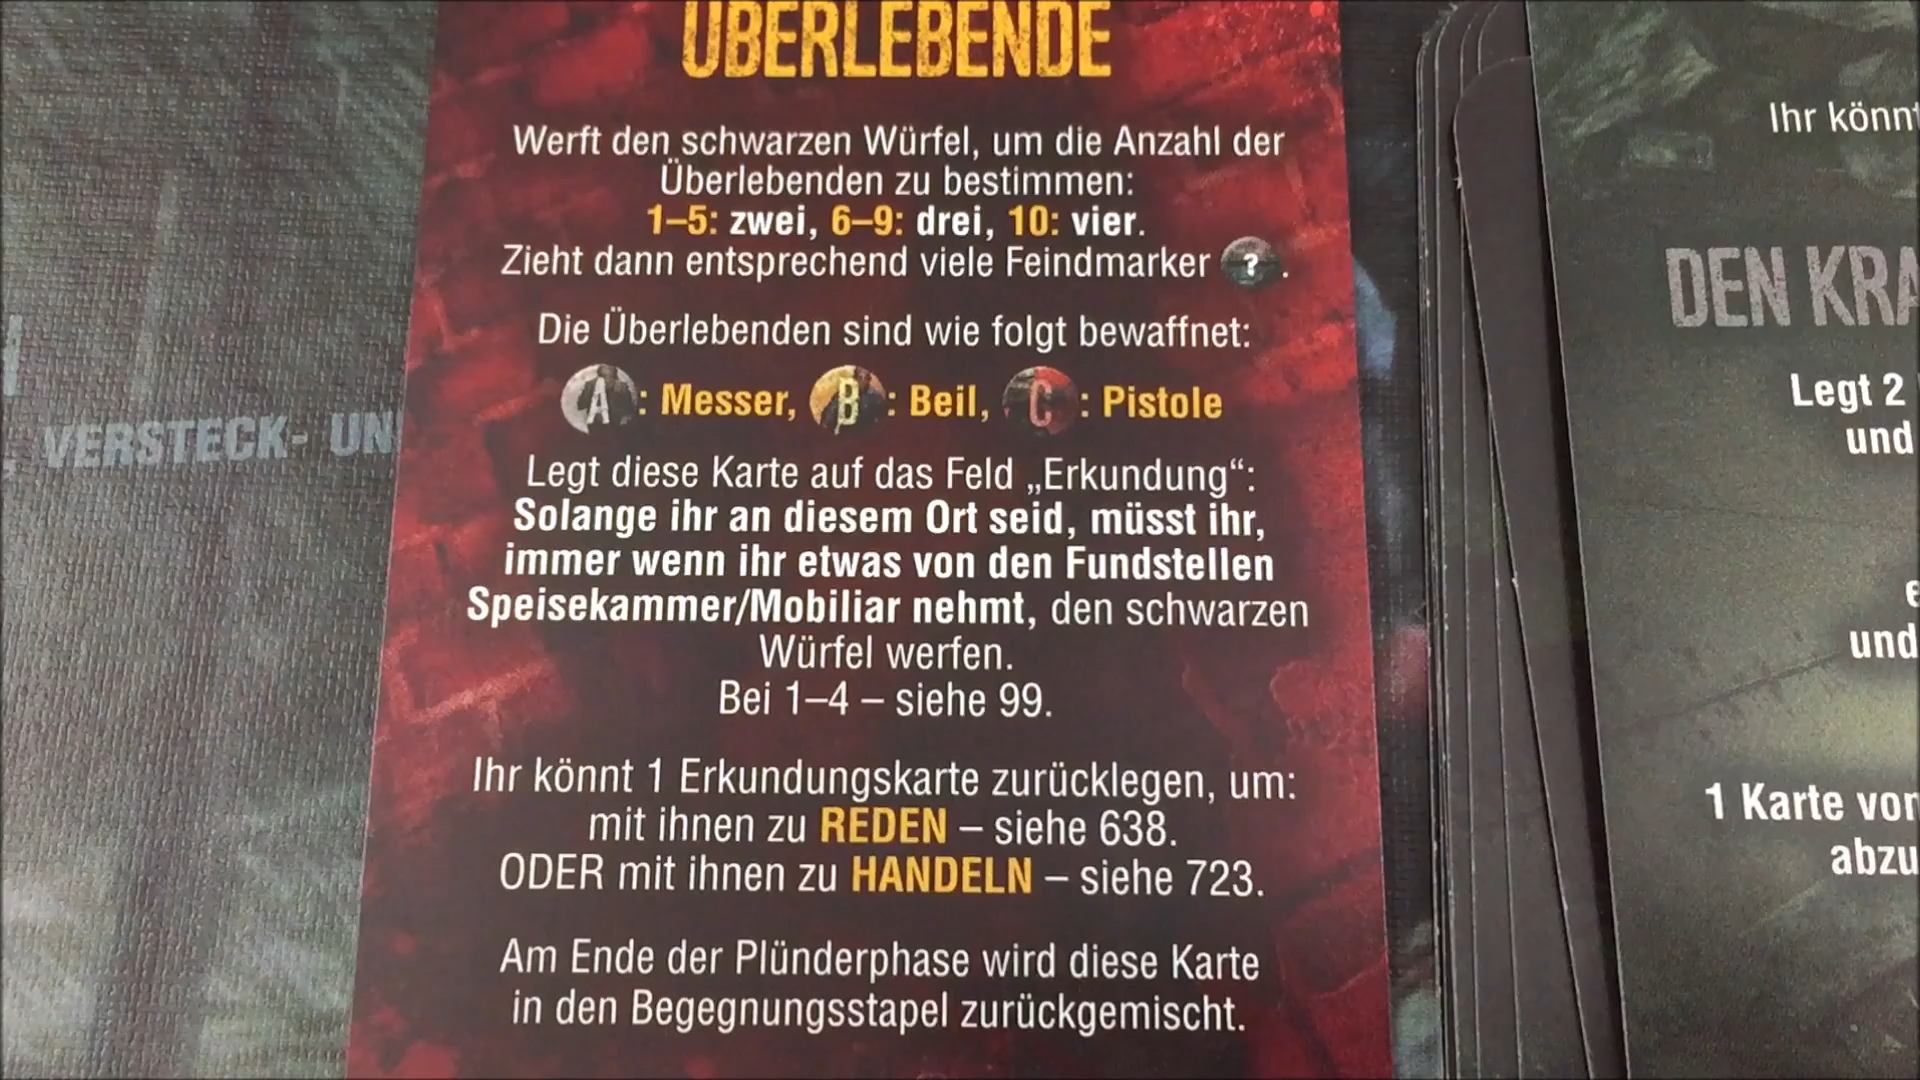 ÜBERLEBENDE
Werft den schwarzen Würfel, um die Anzahl der
Überlebenden zu bestimmen:
1–5: zwei, 6–9: drei, 10: vier.
Zieht dann entsprechend viele Feindmarker ? .
Die Überlebenden sind wie folgt bewaffnet:
A : Messer, B : Beil, C : Pistole
Legt diese Karte auf das Feld „Erkundung“:
Solange ihr an diesem Ort seid, müsst ihr,
immer wenn ihr etwas von den Fundstellen
Speisekammer/Mobiliar nehmt, den schwarzen
Würfel werfen.
Bei 1–4 – siehe 99.
Ihr könnt 1 Erkundungskarte zurücklegen, um:
mit ihnen zu REDEN – siehe 638.
ODER mit ihnen zu HANDELN – siehe 723.
Am Ende der Plünderphase wird diese Karte
in den Begegnungsstapel zurückgemischt.
VERSTECK- UN
Ihr könnt
DEN KRA
Legt 2
und
und
1 Karte von
abzu